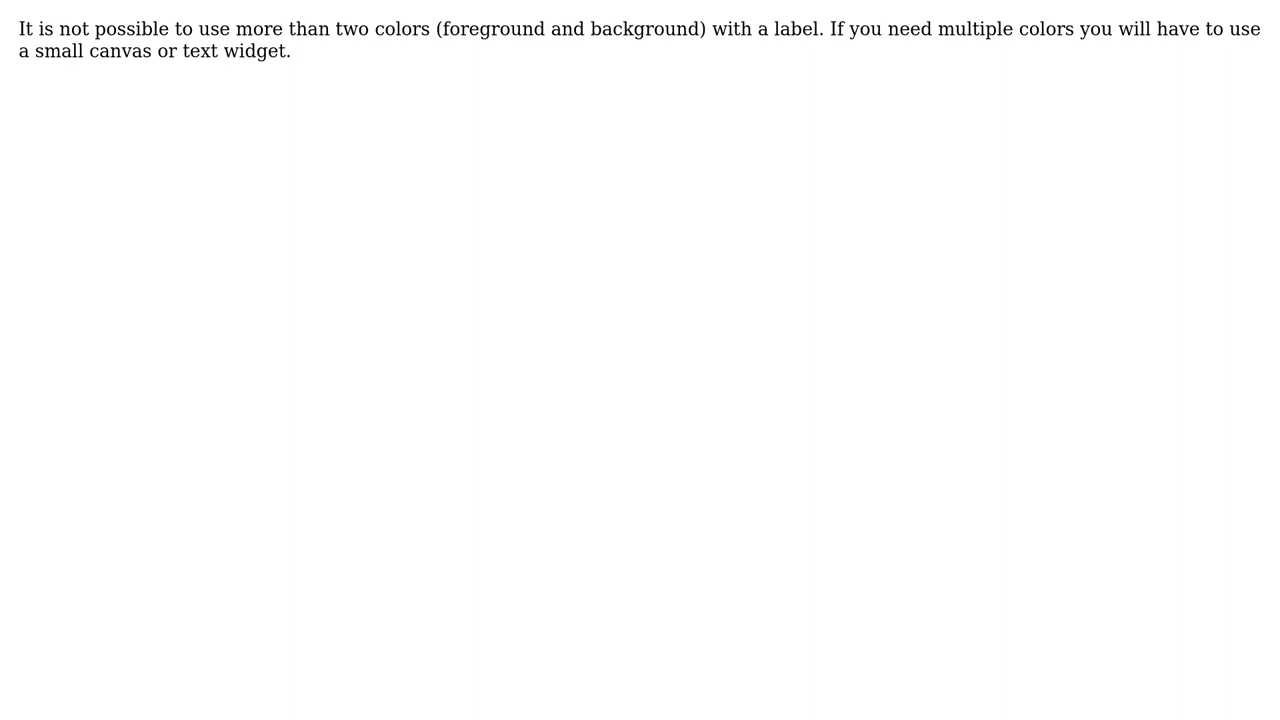 It is not possible to use more than two colors (foreground and background) with a label. If you need multiple colors you will have to use
a small canvas or text widget.